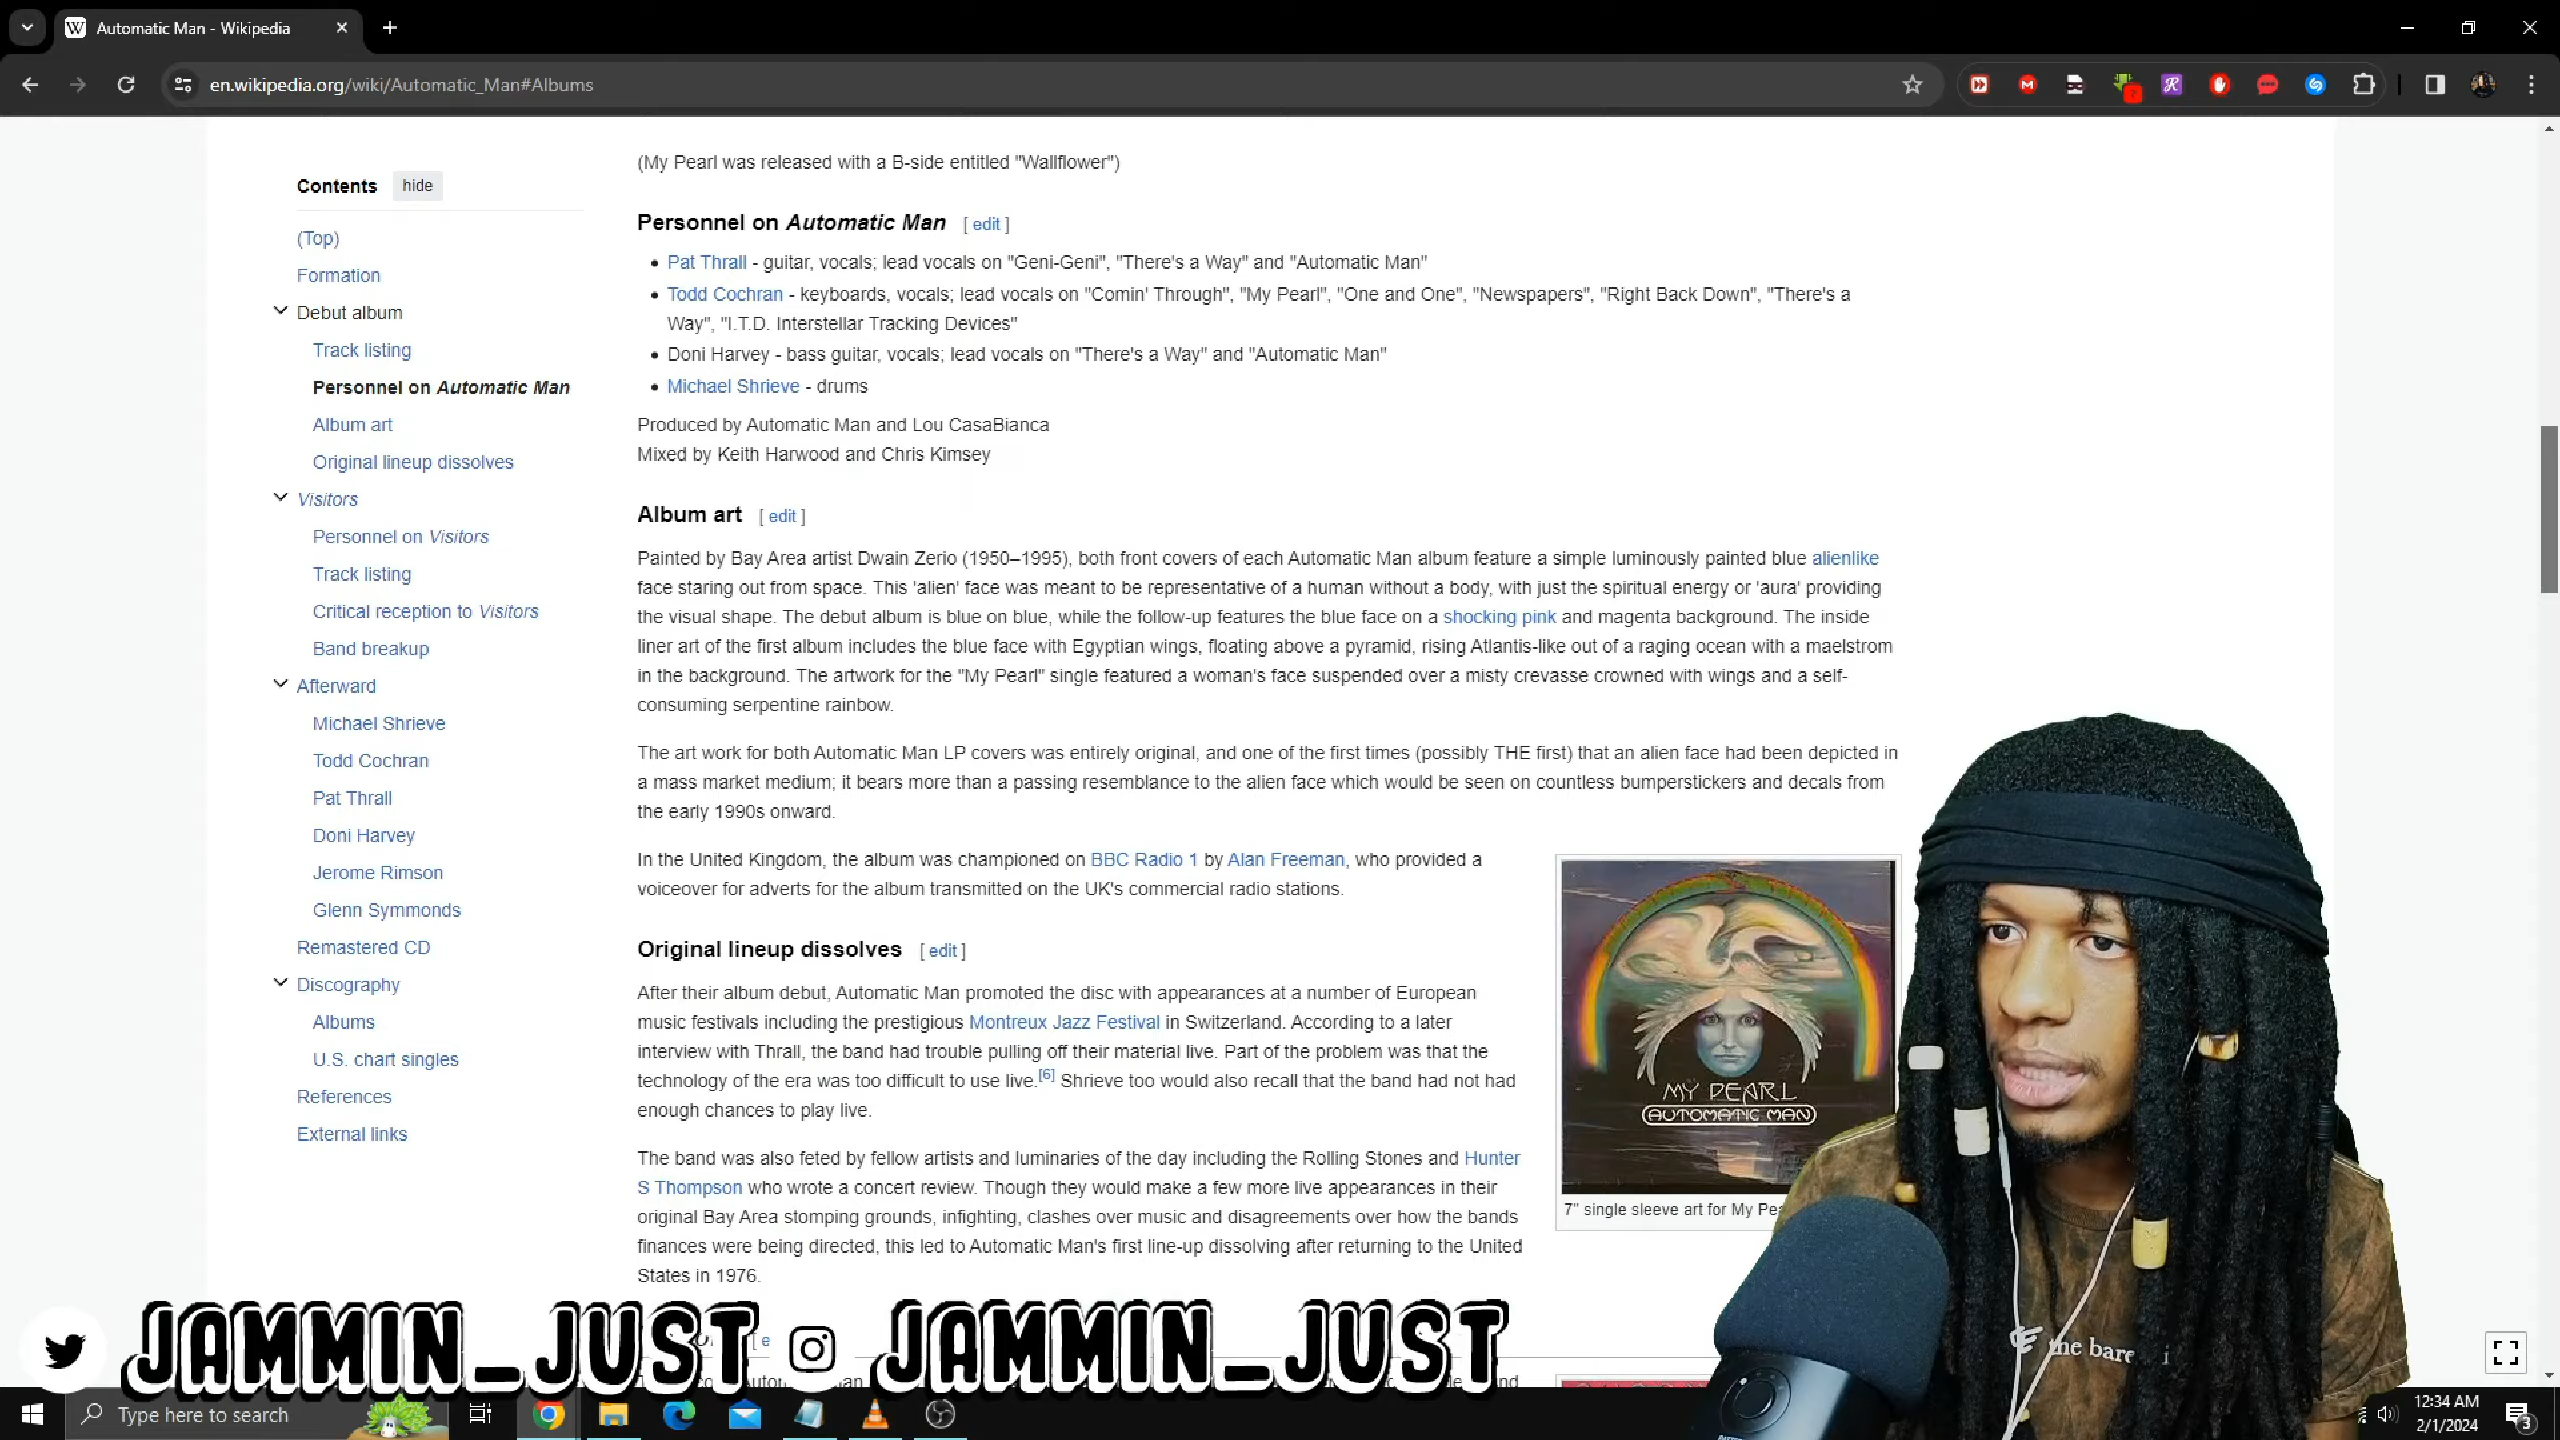 Automatic Man - Wikipedia
en.wikipedia.org/wiki/Automatic_Man#Albums
Contents hide
(Top)
Formation
Debut album
Track listing
Personnel on Automatic Man
Album art
Original lineup dissolves
Visitors
Personnel on Visitors
Track listing
Critical reception to Visitors
Band breakup
Afterward
Michael Shrieve
Todd Cochran
Pat Thrall
Doni Harvey
Jerome Rimson
Glenn Symmonds
Remastered CD
Discography
Albums
U.S. chart singles
References
External links
(My Pearl was released with a B-side entitled "Wallflower")
Personnel on Automatic Man [ edit ]
• Pat Thrall - guitar, vocals; lead vocals on "Geni-Geni", "There's a Way" and "Automatic Man"
• Todd Cochran - keyboards, vocals; lead vocals on "Comin' Through", "My Pearl", "One and One", "Newspapers", "Right Back Down", "There's a
Way", "I.T.D. Interstellar Tracking Devices"
• Doni Harvey - bass guitar, vocals; lead vocals on "There's a Way" and "Automatic Man"
• Michael Shrieve - drums
Produced by Automatic Man and Lou CasaBianca
Mixed by Keith Harwood and Chris Kimsey
Album art [ edit ]
Painted by Bay Area artist Dwain Zerio (1950–1995), both front covers of each Automatic Man album feature a simple luminously painted blue alienlike
face staring out from space. This 'alien' face was meant to be representative of a human without a body, with just the spiritual energy or 'aura' providing
the visual shape. The debut album is blue on blue, while the follow-up features the blue face on a shocking pink and magenta background. The inside
liner art of the first album includes the blue face with Egyptian wings, floating above a pyramid, rising Atlantis-like out of a raging ocean with a maelstrom
in the background. The artwork for the "My Pearl" single featured a woman's face suspended over a misty crevasse crowned with wings and a self-
consuming serpentine rainbow.
The art work for both Automatic Man LP covers was entirely original, and one of the first times (possibly THE first) that an alien face had been depicted in
a mass market medium; it bears more than a passing resemblance to the alien face which would be seen on countless bumperstickers and decals from
the early 1990s onward.
In the United Kingdom, the album was championed on BBC Radio 1 by Alan Freeman, who provided a
voiceover for adverts for the album transmitted on the UK's commercial radio stations.
Original lineup dissolves [ edit ]
After their album debut, Automatic Man promoted the disc with appearances at a number of European
music festivals including the prestigious Montreux Jazz Festival in Switzerland. According to a later
interview with Thrall, the band had trouble pulling off their material live. Part of the problem was that the
technology of the era was too difficult to use live.[6] Shrieve too would also recall that the band had not had
enough chances to play live.
The band was also feted by fellow artists and luminaries of the day including the Rolling Stones and Hunter
S Thompson who wrote a concert review. Though they would make a few more live appearances in their
original Bay Area stomping grounds, infighting, clashes over music and disagreements over how the bands
finances were being directed, this led to Automatic Man's first line-up dissolving after returning to the United
States in 1976.
MY PEARL
AUTOMATIC MAN
7" single sleeve art for My
the bare
JAMMIN_JUST JAMMIN_JUST
Type here to search
12:34 AM
2/1/2024
3